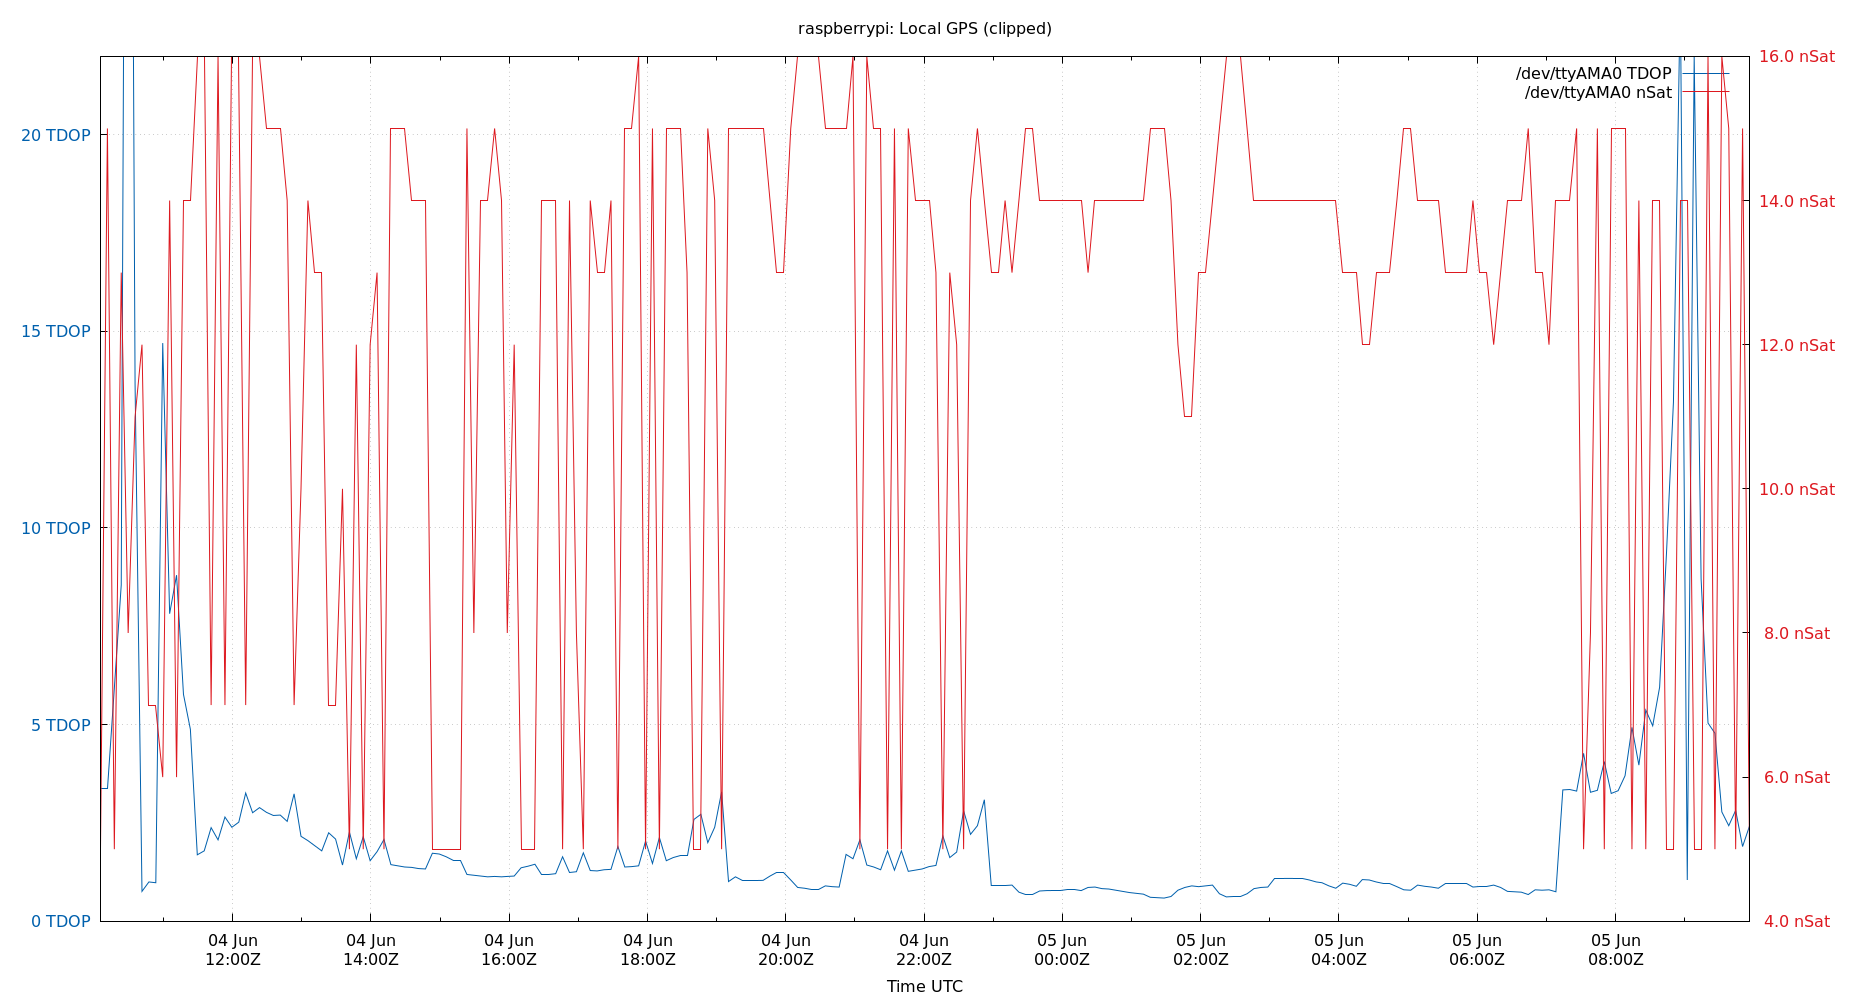 raspberrypi: Local GPS (clipped)
16.0 nSat
/dev/ttyAMA0 TDOP
/dev/ttyAMA0 nSat
20 TDOP
14.0 nSat
15 TDOP
12.0 nSat
10 TDOP
10.0 nSat
8.0 nSat
5 TDOP
6.0 nSat
0 TDOP
4.0 nSat
04 Jun 04 Jun 04 Jun 04 Jun 04 Jun 04 Jun 05 Jun 05 Jun 05 Jun 05 Jun 05 Jun
12:00Z 14:00Z 16:00Z 18:00Z 20:00Z 22:00Z 00:00Z 02:00Z 04:00Z 06:00Z 08:00Z
Time UTC